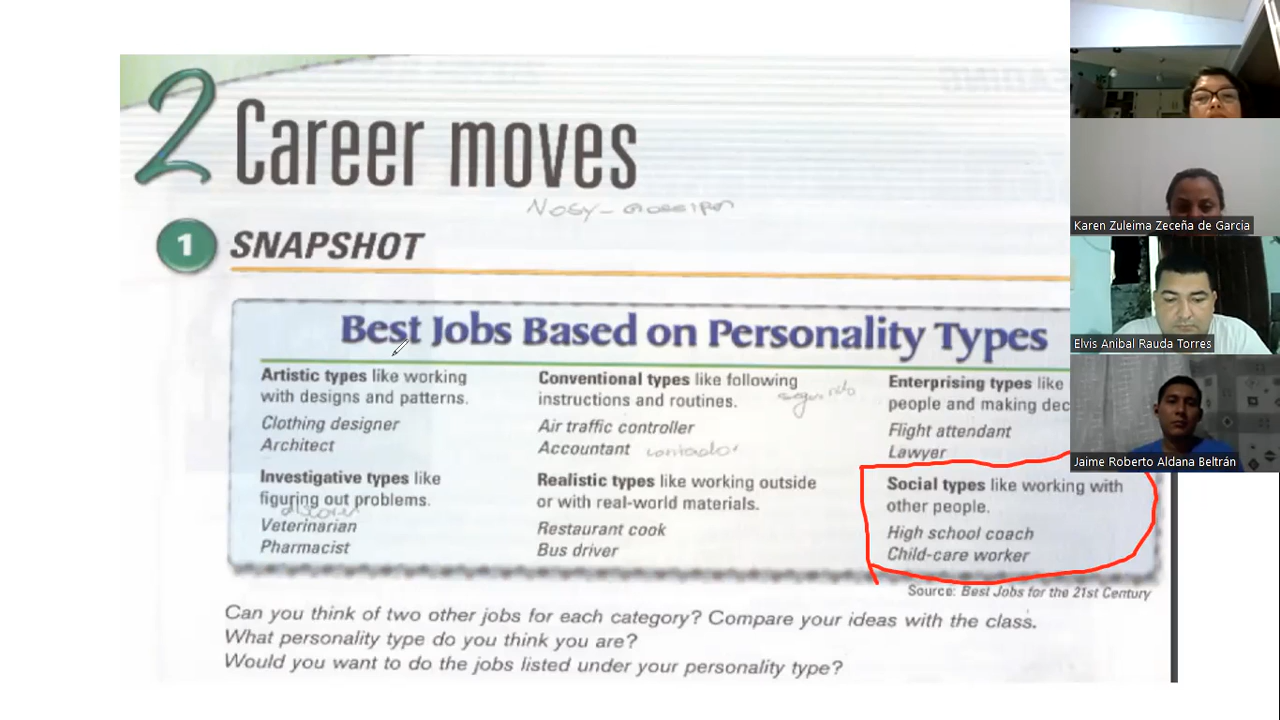 2 Career moves
Nosy -
1 SNAPSHOT
Best Jobs Based on Personality Types
Artistic types like working
with designs and patterns.
Clothing designer
Architect
Conventional types like following
instructions and routines.
Air traffic controller
Accountant contador
Enterprising types like
people and making dec
Flight attendant
Lawyer
Investigative types like
figuring out problems.
Veterinarian
Pharmacist
Realistic types like working outside
or with real-world materials.
Restaurant cook
Bus driver
Social types like working with
other people.
High school coach
Child-care worker
Source: Best Jobs for the 21st Century
Can you think of two other jobs for each category? Compare your ideas with the class.
What personality type do you think you are?
Would you want to do the jobs listed under your personality type?
Karen Zuleima Zeceña de Garcia
Elvis Anibal Rauda Torres
Jaime Roberto Aldana Beltrán